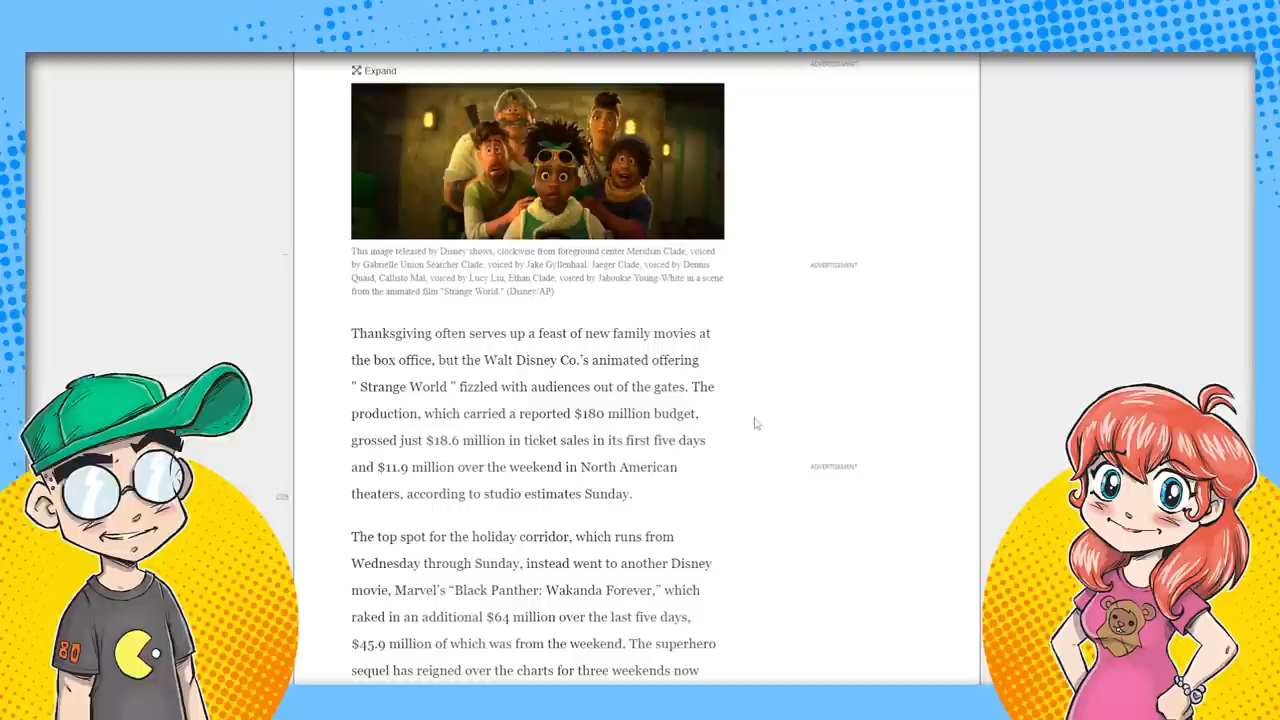 Expand
ADVERTISEMENT
This image released by Disney shows, clockwise from foreground center Meridian Clade, voiced
by Gabrielle Union Searcher Clade, voiced by Jake Gyllenhaal. Jaeger Clade, voiced by Dennis
Quad, Callisto Mal, voiced by Lucy Liu, Ethan Clade, voiced by Jaboukie Young-White in a scene
from the animated film "Strange World." (Disney/AP)
ADVERTISEMENT
Thanksgiving often serves up a feast of new family movies at
the box office, but the Walt Disney Co.’s animated offering
" Strange World " fizzled with audiences out of the gates. The
production, which carried a reported $180 million budget,
grossed just $18.6 million in ticket sales in its first five days
and $11.9 million over the weekend in North American
theaters, according to studio estimates Sunday.
ADVERTISEMENT
The top spot for the holiday corridor, which runs from
Wednesday through Sunday, instead went to another Disney
movie, Marvel’s “Black Panther: Wakanda Forever,” which
raked in an additional $64 million over the last five days,
$45.9 million of which was from the weekend. The superhero
sequel has reigned over the charts for three weekends now
80